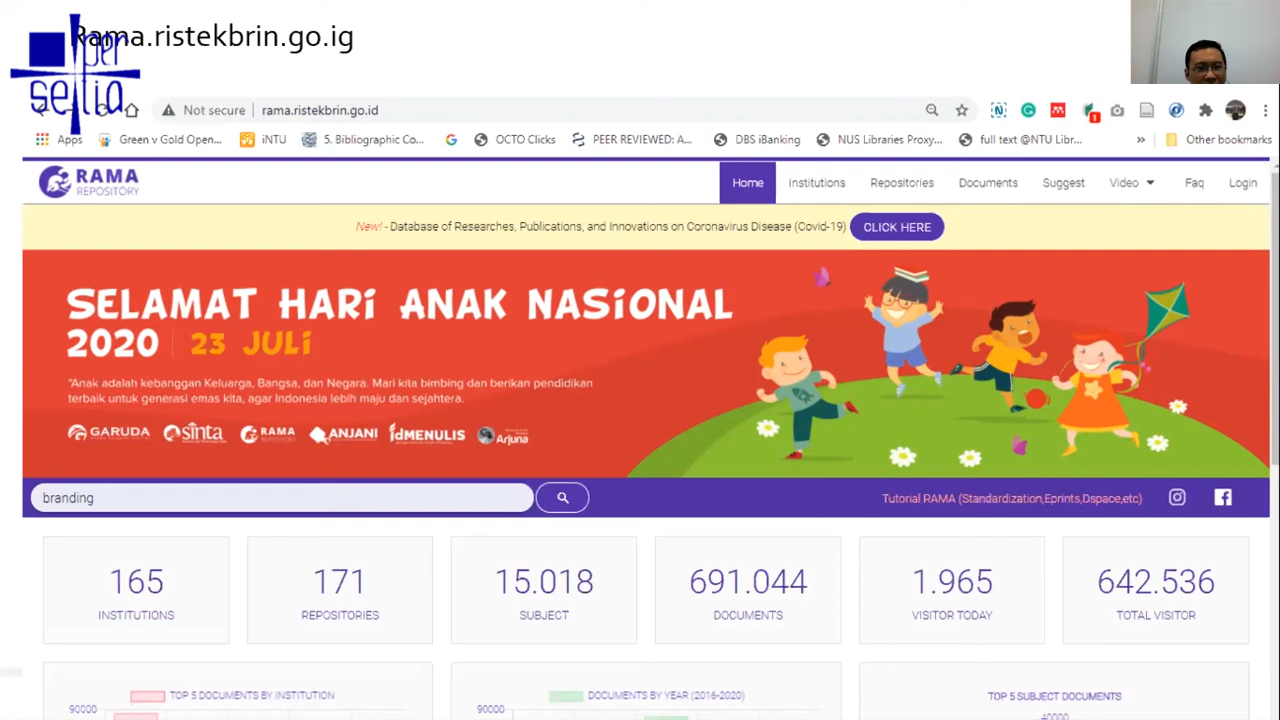 Rama.ristekbrin.go.ig
per
seftia
Not secure
rama.ristekbrin.go.id
Apps
Green v Gold Open...
iNTU
5. Bibliographic Co...
OCTO Clicks
PEER REVIEWED: A...
DBS iBanking
NUS Libraries Proxy...
full text @NTU Libr...
»
Other bookmarks
RAMA
REPOSITORY
Home
Institutions
Repositories
Documents
Suggest
Video
Faq
Login
New! - Database of Researches, Publications, and Innovations on Coronavirus Disease (Covid-19)
CLICK HERE
SELAMAT HARI ANAK NASIONAL
2020 | 23 JULI
"Anak adalah kebanggan Keluarga, Bangsa, dan Negara. Mari kita bimbing dan berikan pendidikan
terbaik untuk generasi emas kita, agar Indonesia lebih maju dan sejahtera.
GARUDA
sinta
RAMA
ANJANI
idMENULIS
Arjuna
branding
Tutorial RAMA (Standardization,Eprints,Dspace,etc)
165
171
15.018
691.044
1.965
642.536
INSTITUTIONS
REPOSITORIES
SUBJECT
DOCUMENTS
VISITOR TODAY
TOTAL VISITOR
TOP 5 DOCUMENTS BY INSTITUTION
DOCUMENTS BY YEAR (2016-2020)
TOP 5 SUBJECT DOCUMENTS
90000
90000
40000